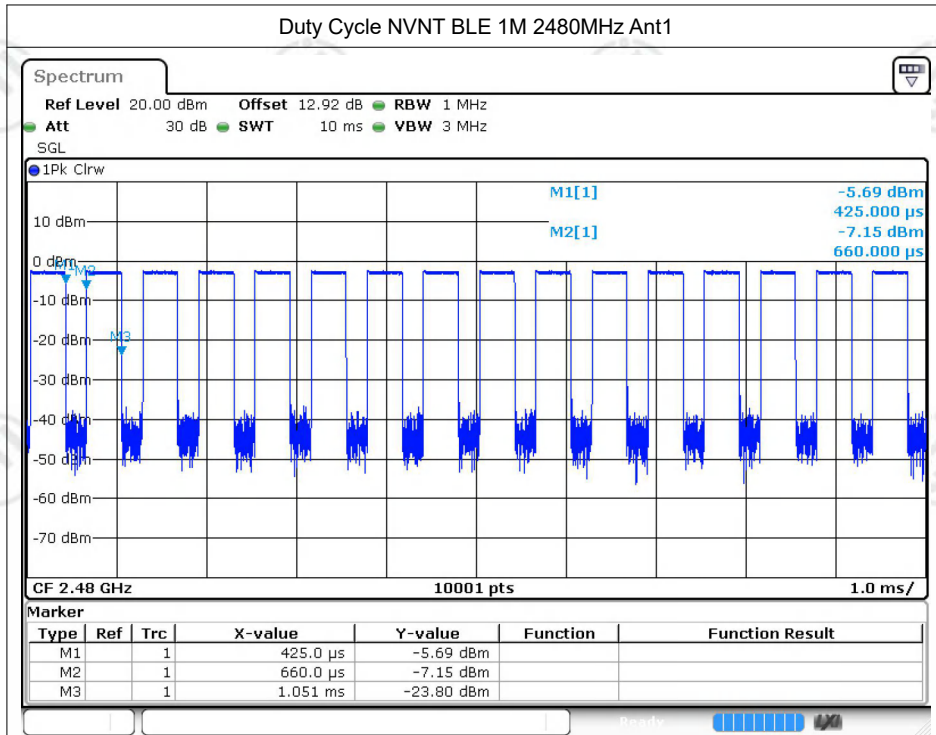 Duty Cycle NVNT BLE 1M 2480MHz Ant1
Spectrum
Ref Level 20.00 dBm Offset 12.92 dB RBW 1 MHz
Att 30 dB SWT 10 ms VBW 3 MHz
SGL
1Pk Clrw
M1[1] -5.69 dBm
425.000 µs
10 dBm
M2[1] -7.15 dBm
660.000 µs
0 dBm
M1 M2
-10 dBm
-20 dBm
M3
-30 dBm
-40 dBm
-50 dBm
-60 dBm
-70 dBm
CF 2.48 GHz 10001 pts 1.0 ms/
Marker
Type Ref Trc X-value Y-value Function Function Result
M1 1 425.0 µs -5.69 dBm
M2 1 660.0 µs -7.15 dBm
M3 1 1.051 ms -23.80 dBm
Ready LXI